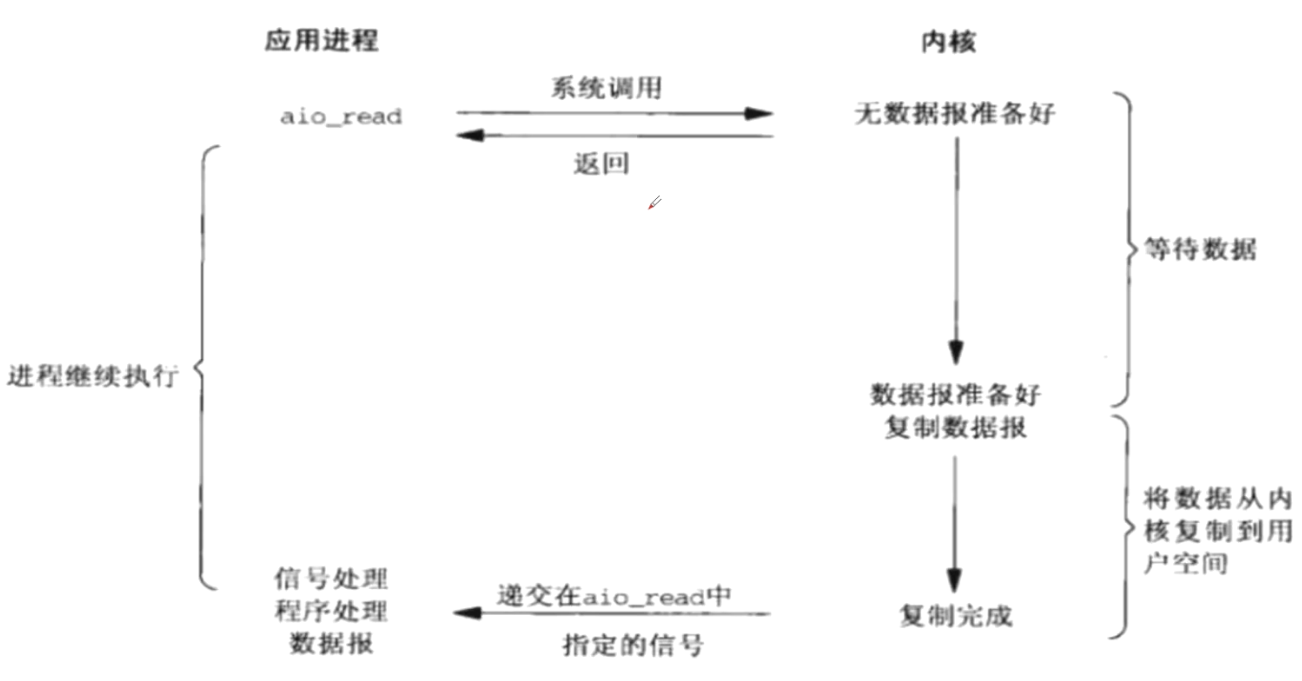 应用进程
内核
系统调用
aio_read
无数据报准备好
返回
等待数据
进程继续执行
数据报准备好
复制数据报
将数据从内
核复制到用
户空间
信号处理
程序处理
数据报
递交在aio_read中
指定的信号
复制完成